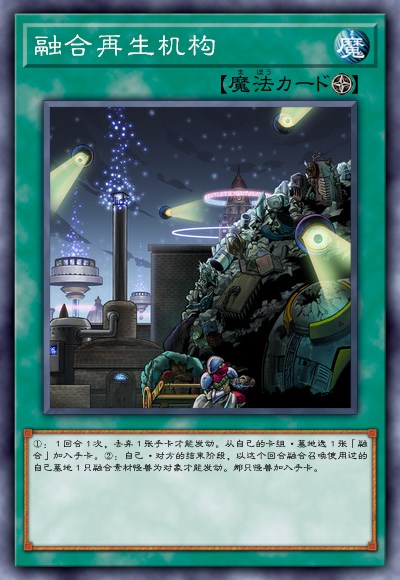 融合再生机构
魔
【魔法カード】
まほう
①：1回合1次，丢弃1张手卡才能发动。从自己的卡组·墓地选1张「融
合」加入手卡。②：自己·对方的结束阶段，以这个回合融合召唤使用过的
自己墓地1只融合素材怪兽为对象才能发动。那只怪兽加入手卡。